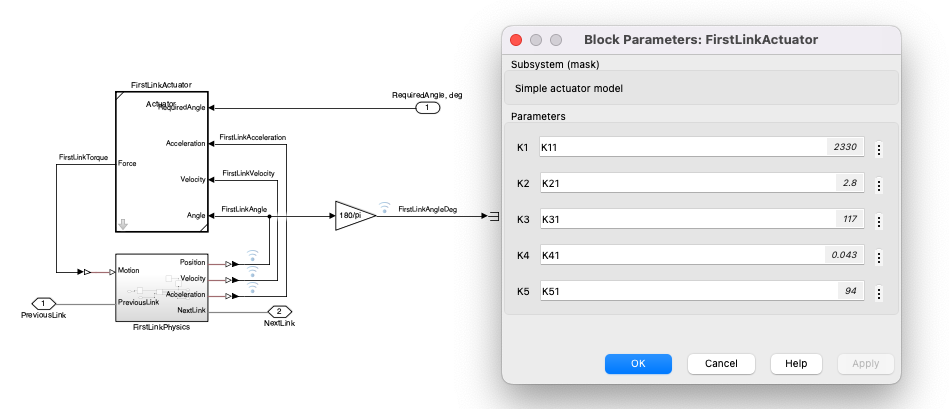 FirstLinkActuator
Actuator
RequiredAngle
Acceleration
Velocity
Angle
Force
FirstLinkTorque
RequiredAngle, deg
1
FirstLinkAcceleration
FirstLinkVelocity
FirstLinkAngle
180/pi
FirstLinkAngleDeg
Motion
PreviousLink
Position
Velocity
Acceleration
NextLink
FirstLinkPhysics
1
PreviousLink
2
NextLink
Block Parameters: FirstLinkActuator
Subsystem (mask)
Simple actuator model
Parameters
K1 K11 2330
K2 K21 2.8
K3 K31 117
K4 K41 0.043
K5 K51 94
OK Cancel Help Apply